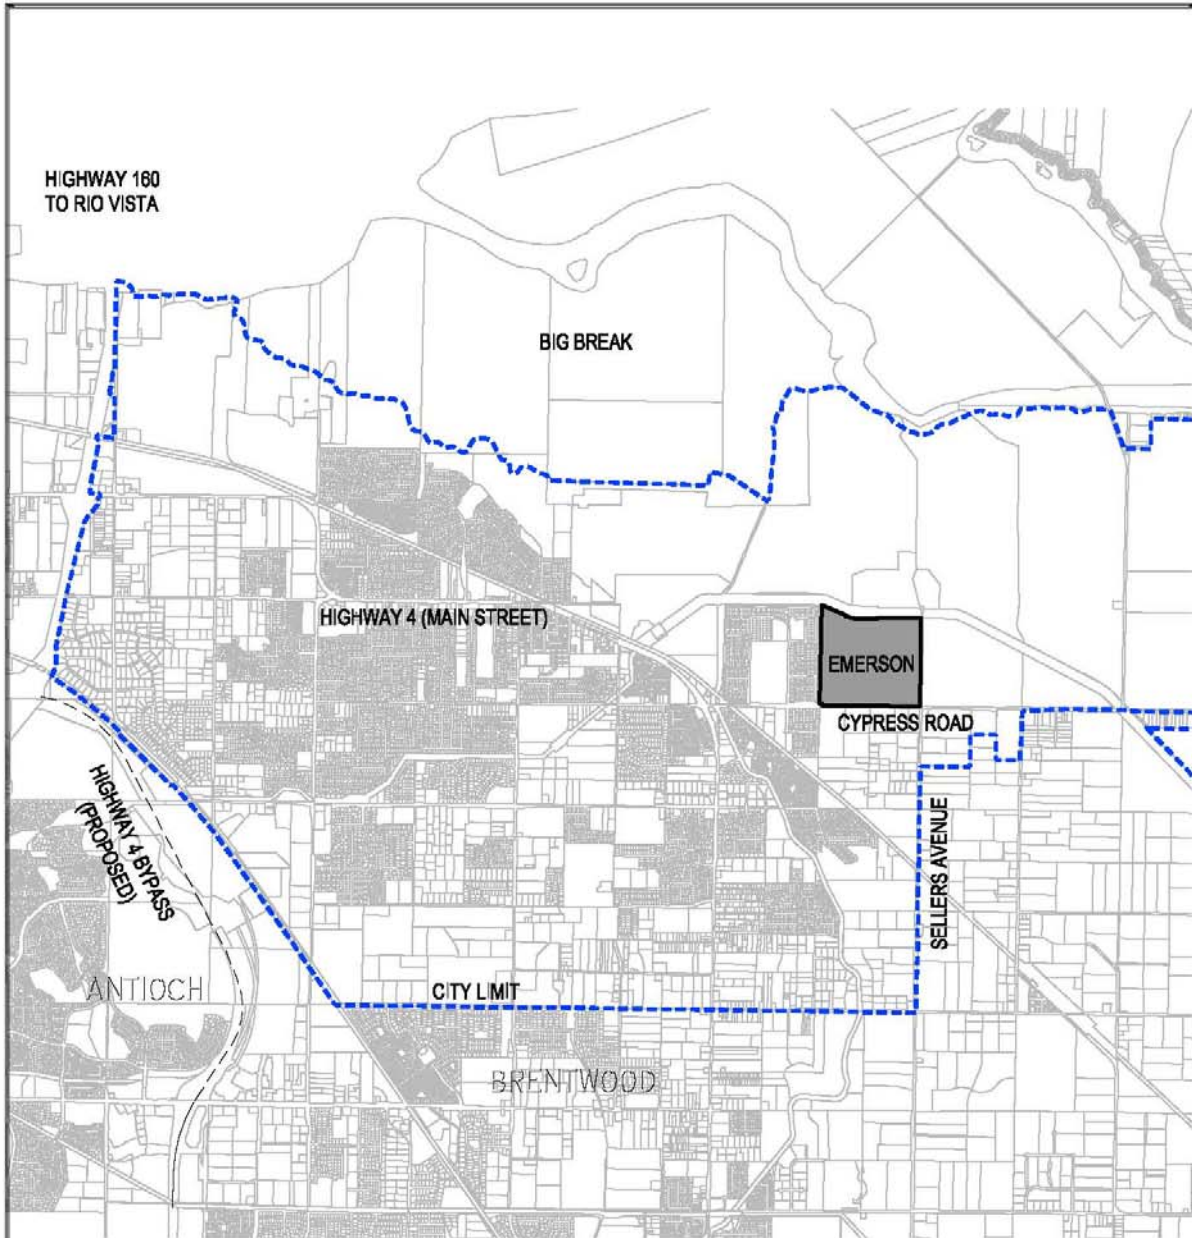 HIGHWAY 160
TO RIO VISTA
BIG BREAK
HIGHWAY 4 (MAIN STREET)
EMERSON
CYPRESS ROAD
HIGHWAY 4 BYPASS
(PROPOSED)
SELLERS AVENUE
ANTIOCH
CITY LIMIT
BRENTWOOD